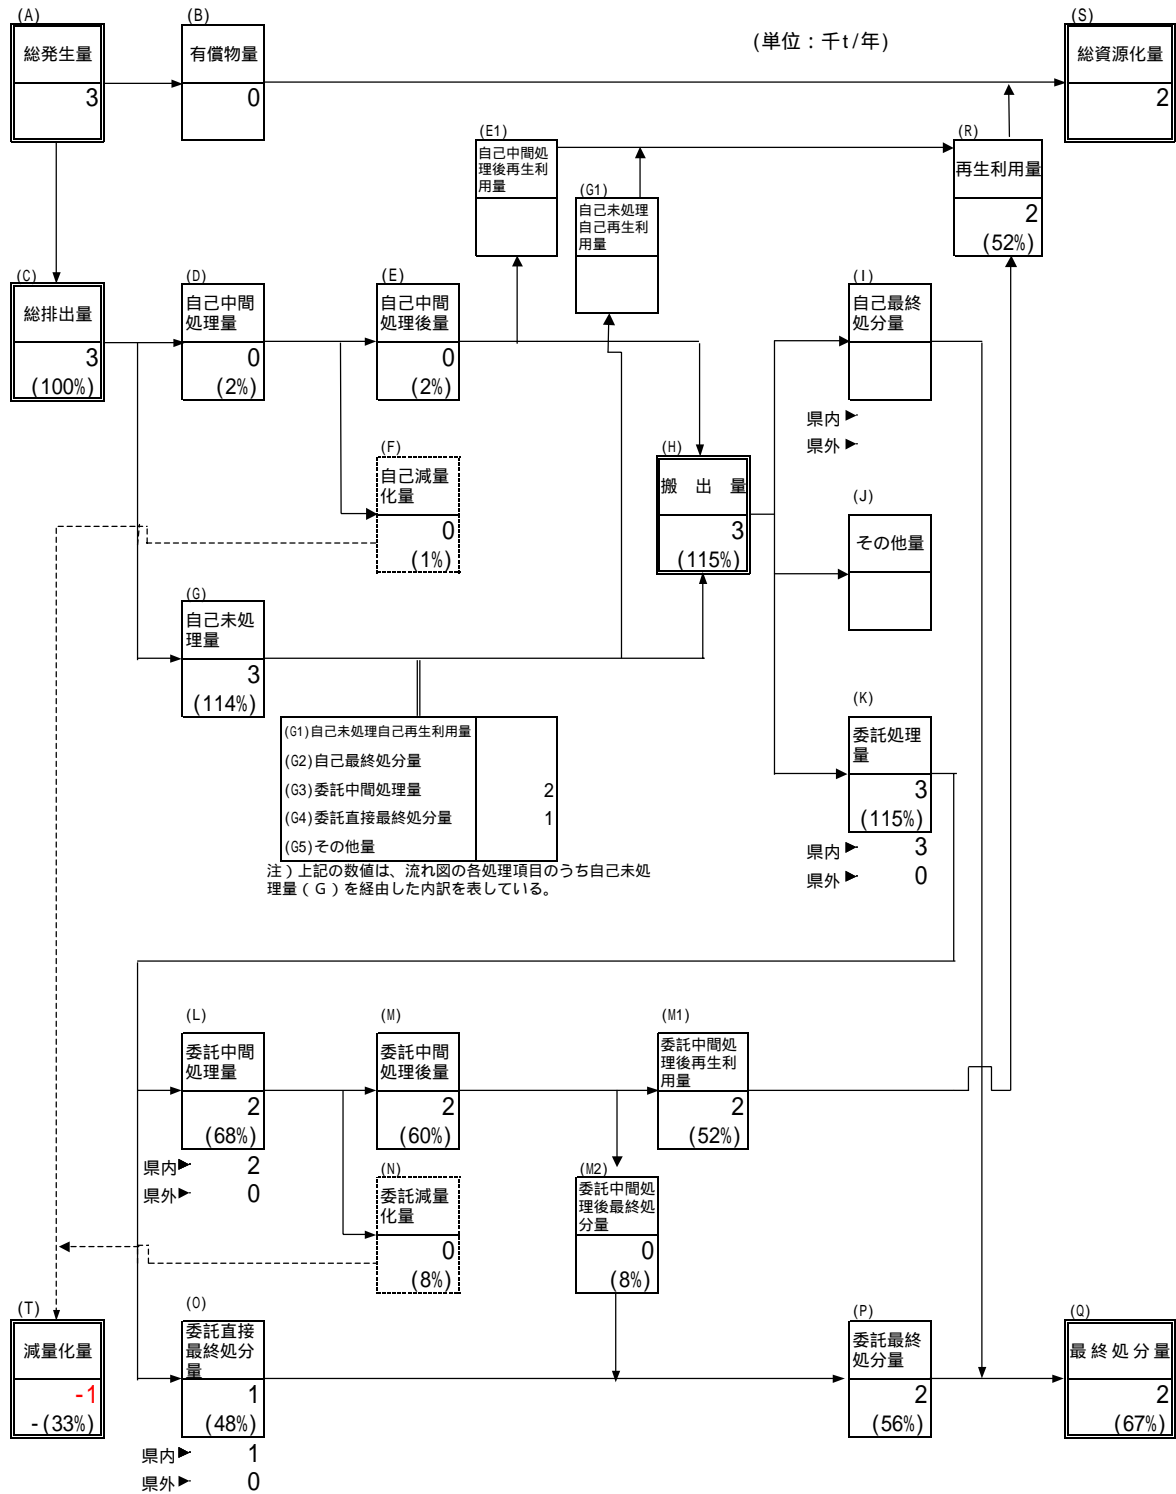 (A)
総発生量
3
(B)
有償物量
0
(単位：千t/年)
(S)
総資源化量
2
(E1)
自己中間処
理後再生利
用量
(G1)
自己未処理
自己再生利
用量
(R)
再生利用量
2
(52%)
(C)
総排出量
3
(100%)
(D)
自己中間
処理量
0
(2%)
(E)
自己中間
処理後量
0
(2%)
(I)
自己最終
処分量
県内
県外
(F)
自己減量
化量
0
(1%)
(H)
搬 出 量
3
(115%)
(J)
その他量
(G)
自己未処
理量
3
(114%)
(G1)自己未処理自己再生利用量
(G2)自己最終処分量
(G3)委託中間処理量 2
(G4)委託直接最終処分量 1
(G5)その他量
注）上記の数値は、流れ図の各処理項目のうち自己未処
理量（G）を経由した内訳を表している。
(K)
委託処理
量
3
(115%)
県内 3
県外 0
(L)
委託中間
処理量
2
(68%)
県内 2
県外 0
(M)
委託中間
処理後量
2
(60%)
(M1)
委託中間処
理後再生利
用量
2
(52%)
(N)
委託減量
化量
0
(8%)
(M2)
委託中間処
理後最終処
分量
0
(8%)
(T)
減量化量
-1
-(33%)
(O)
委託直接
最終処分
量
1
(48%)
県内 1
県外 0
(P)
委託最終
処分量
2
(56%)
(Q)
最終処分量
2
(67%)